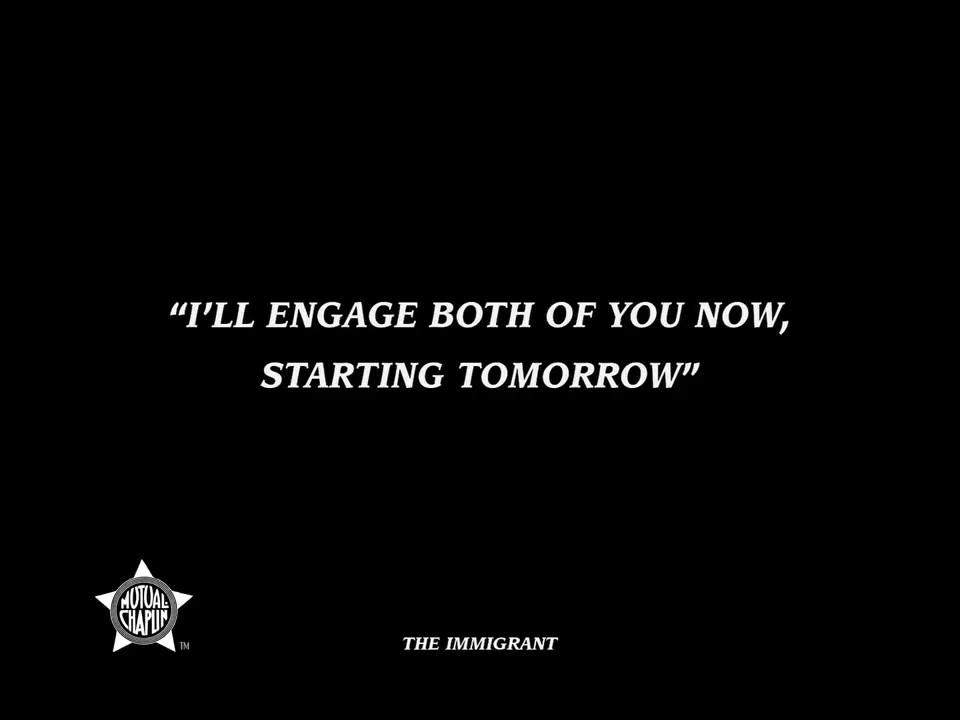 “I’LL ENGAGE BOTH OF YOU NOW,
STARTING TOMORROW”
MUTUAL
CHAPLIN
TM
THE IMMIGRANT